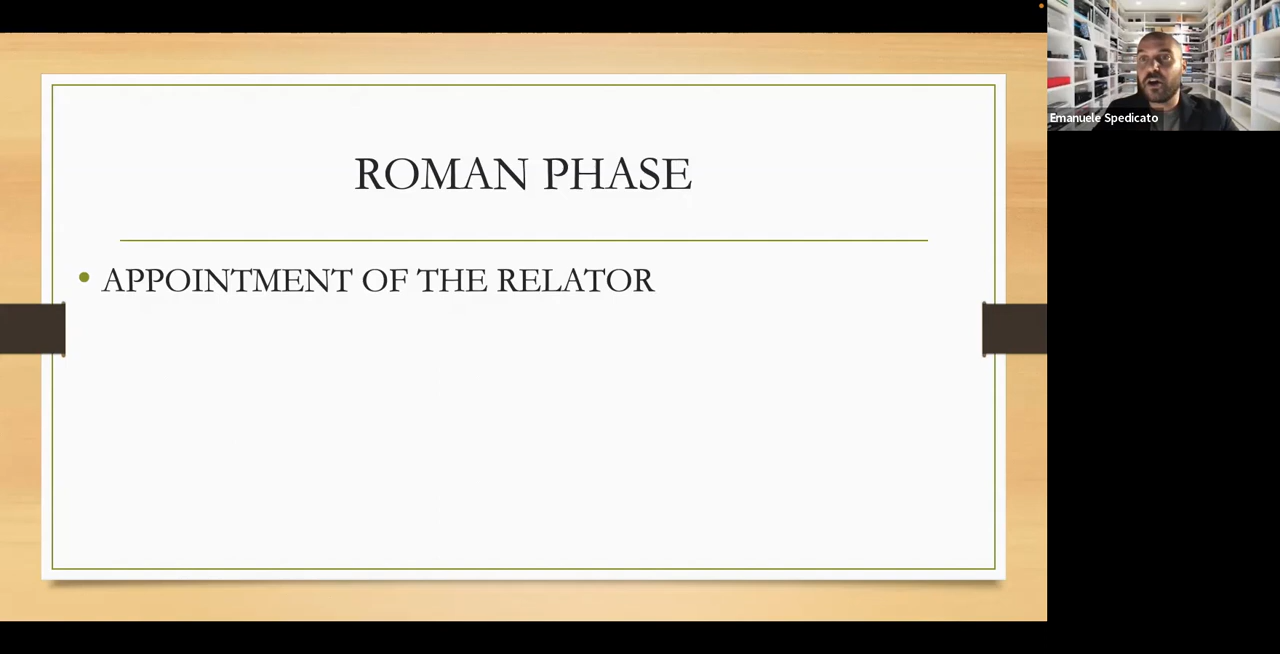 ROMAN PHASE
APPOINTMENT OF THE RELATOR
Emanuele Spedicato